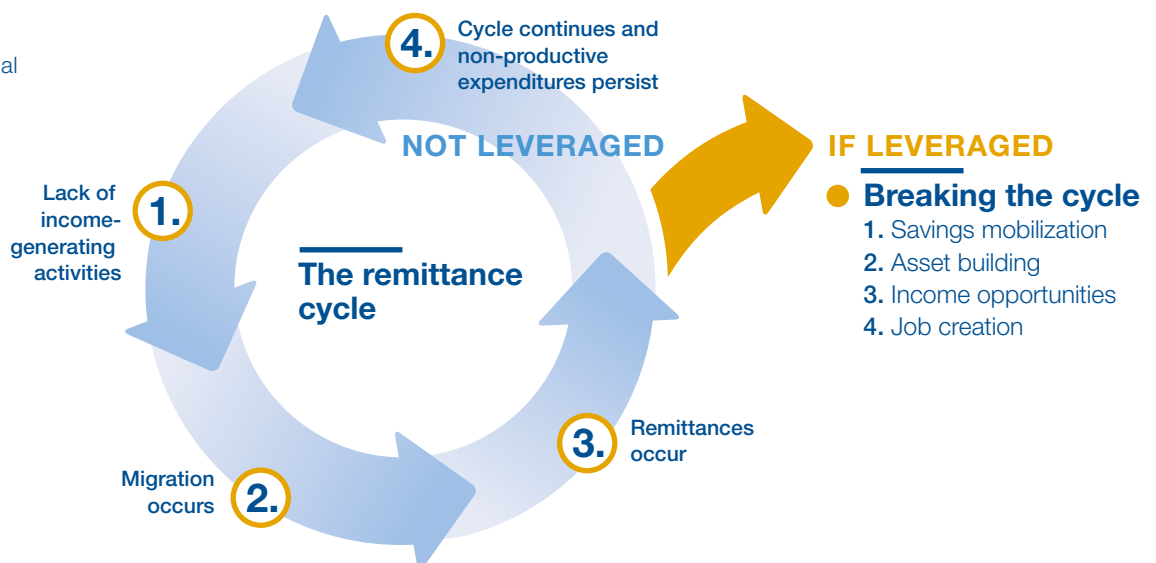 al
4.
Cycle continues and
non-productive
expenditures persist
NOT LEVERAGED
IF LEVERAGED
Breaking the cycle
1. Savings mobilization
2. Asset building
3. Income opportunities
4. Job creation
Lack of
income-
generating
activities
1.
The remittance
cycle
Migration
occurs
2.
3.
Remittances
occur